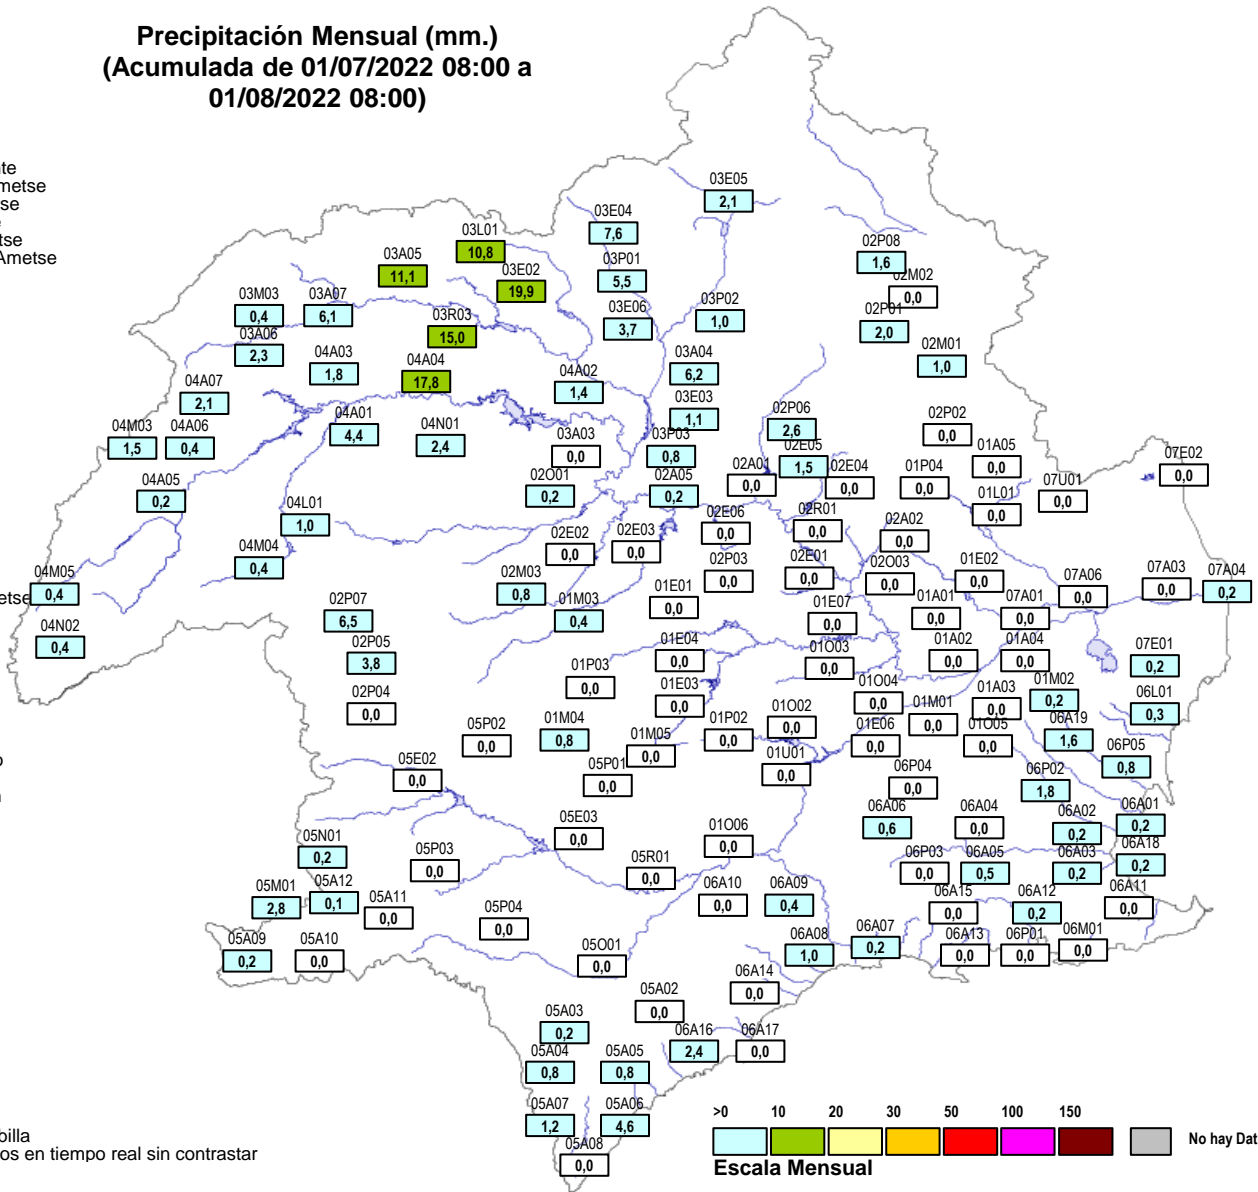 Precipitación Mensual (mm.)
(Acumulada de 01/07/2022 08:00 a
01/08/2022 08:00)
nte
metse
tse
e
tse
Ametse
03E05
2,1
03E04
7,6
03L01
10,8
03A05
11,1
03E02
19,9
03P01
5,5
02P08
1,6
02M02
0,0
03M03
0,4
03A07
6,1
03R03
15,0
03E06
3,7
03P02
1,0
02P01
2,0
03A06
2,3
04A03
1,8
04A04
17,8
04A02
1,4
03A04
6,2
02M01
1,0
04A07
2,1
03E03
1,1
04M03
1,5
04A06
0,4
04A01
4,4
04N01
2,4
03A03
0,0
03P03
0,8
02P06
2,6
02P02
0,0
02E05
1,5
02E04
0,0
02A01
0,0
01P04
0,0
01A05
0,0
07E02
0,0
04A05
0,2
02O01
0,2
02A05
0,2
01L01
0,0
07U01
0,0
04L01
1,0
02E02
0,0
02E03
0,0
02E06
0,0
02R01
0,0
02A02
0,0
04M04
0,4
02P03
0,0
02E01
0,0
02O03
0,0
01E02
0,0
04M05
0,4
etse
02M03
0,8
01M03
0,4
01E01
0,0
01E07
0,0
01A01
0,0
07A01
0,0
07A06
0,0
07A03
0,0
07A04
0,2
04N02
0,4
02P07
6,5
02P05
3,8
02P04
0,0
01P03
0,0
01E04
0,0
01E03
0,0
01O03
0,0
01A02
0,0
01A04
0,0
07E01
0,2
01O04
0,0
01M01
0,0
01A03
0,0
01M02
0,2
06L01
0,3
05P02
0,0
01M04
0,8
01M05
0,0
01P02
0,0
01O02
0,0
01E06
0,0
01O05
0,0
06A19
1,6
06P05
0,8
o
05E02
0,0
05P01
0,0
01U01
0,0
06P04
0,0
06P02
1,8
05N01
0,2
05E03
0,0
01O06
0,0
06A06
0,6
06A04
0,0
06A02
0,2
06A01
0,2
05P03
0,0
05R01
0,0
06P03
0,0
06A05
0,5
06A03
0,2
06A18
0,2
05M01
2,8
05A12
0,1
05A11
0,0
05P04
0,0
06A10
0,0
06A09
0,4
06A15
0,0
06A12
0,2
06A11
0,0
05A09
0,2
05A10
0,0
05O01
0,0
06A08
1,0
06A07
0,2
06A13
0,0
06P01
0,0
06M01
0,0
05A02
0,0
06A14
0,0
05A03
0,2
06A16
2,4
06A17
0,0
05A04
0,8
05A05
0,8
05A07
1,2
05A06
4,6
05A08
0,0
>0 10 20 30 50 100 150
No hay Dat
Escala Mensual
billa
os en tiempo real sin contrastar